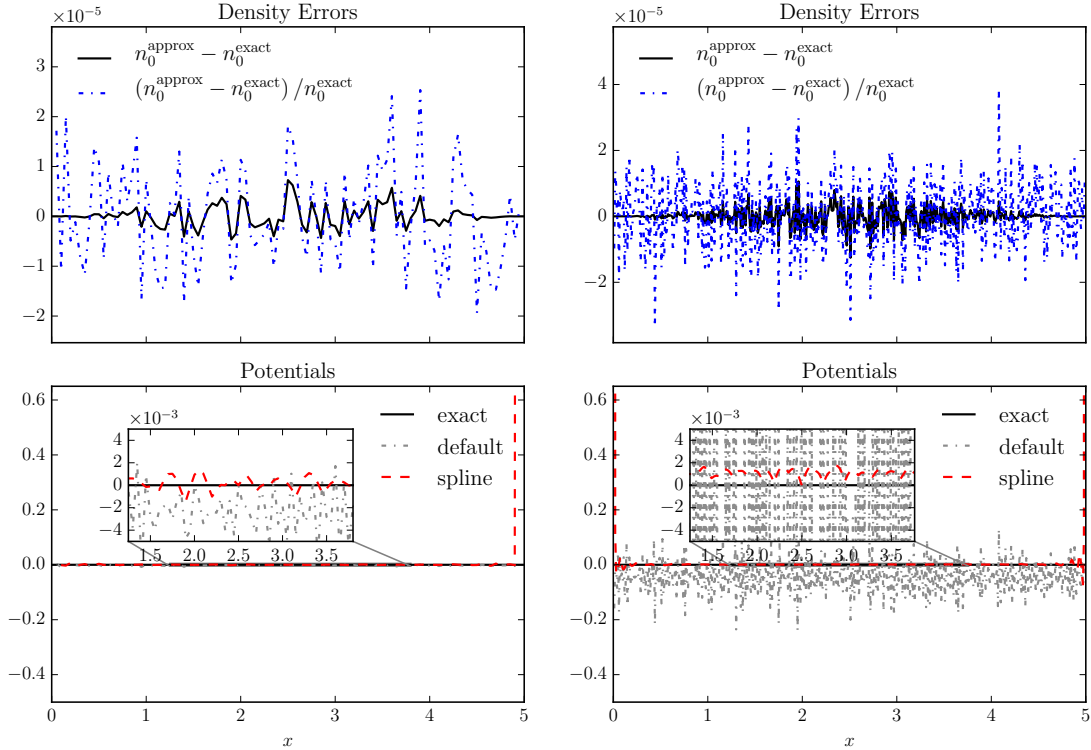 Density Errors
×10⁻⁵
3
2
1
0
−1
−2
n₀^approx − n₀^exact
(n₀^approx − n₀^exact) /n₀^exact
Density Errors
×10⁻⁵
4
2
0
−2
n₀^approx − n₀^exact
(n₀^approx − n₀^exact) /n₀^exact
Potentials
0.6
0.4
0.2
0.0
−0.2
−0.4
0 1 2 3 4 5
x
exact
default
spline
×10⁻³
4
2
0
−2
−4
1.5 2.0 2.5 3.0 3.5
Potentials
0.6
0.4
0.2
0.0
−0.2
−0.4
0 1 2 3 4 5
x
exact
default
spline
×10⁻³
4
2
0
−2
−4
1.5 2.0 2.5 3.0 3.5